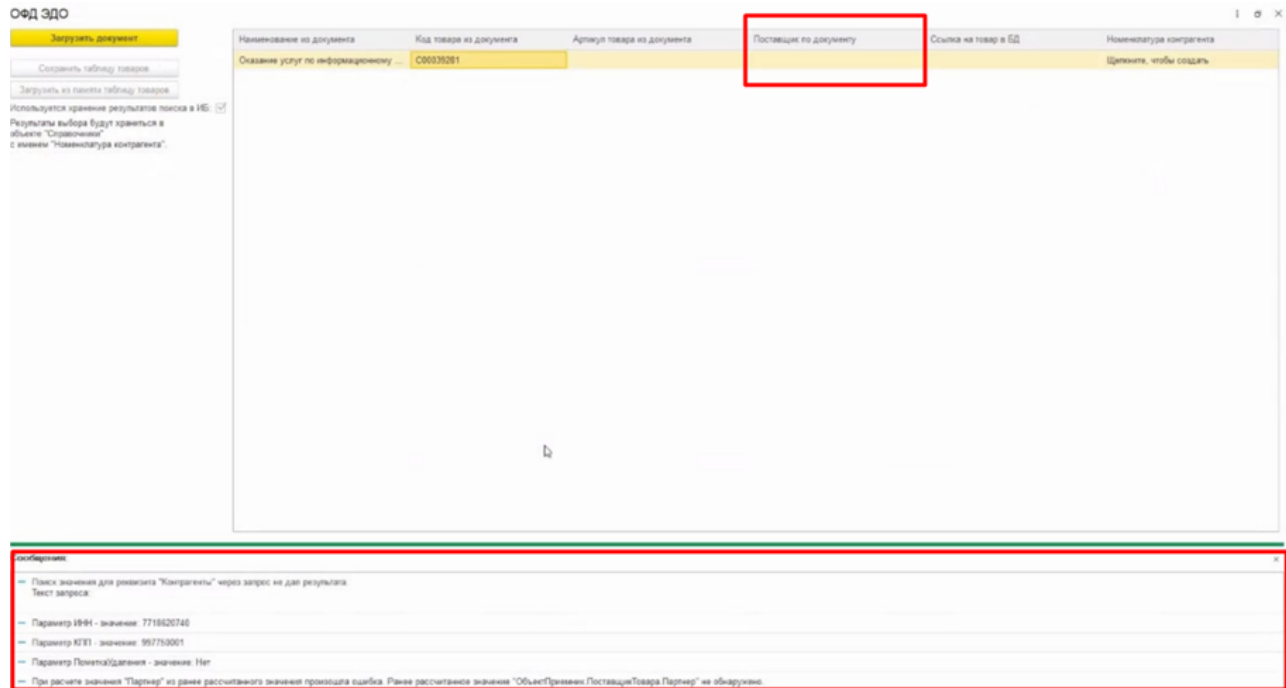 ОФД ЭДО
Загрузить документ
Сохранить таблицу товаров
Загрузить из памяти таблицу товаров
Используется хранение результатов поиска в ИБ:
Результаты выбора будут храниться в
объекте "Справочники"
с именем "Номенклатура контрагента".
Наименование из документа Код товара из документа Артикул товара из документа Поставщик по документу Ссылка на товар в БД Номенклатура контрагента
Оказание услуг по информационному ... С00039281 Щелкните, чтобы создать
Сообщения:
Поиск значения для реквизита "Контрагенты" через запрос не дал результата.
Текст запроса:
Параметр ИНН - значение: 7718620740
Параметр КПП - значение: 997750001
Параметр ПометкаУдаления - значение: Нет
При расчете значения "Партнер" из ранее рассчитанного значения произошла ошибка. Ранее рассчитанное значение "ОбъектПриемник.ПоставщикТовара.Партнер" не обнаружено.